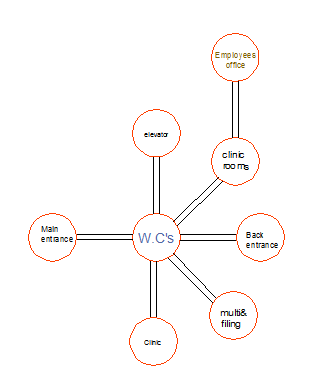 Employees
office
elevator
clinic
rooms
Main
entrance
W.C's
Back
entrance
multi&
filing
Clinic